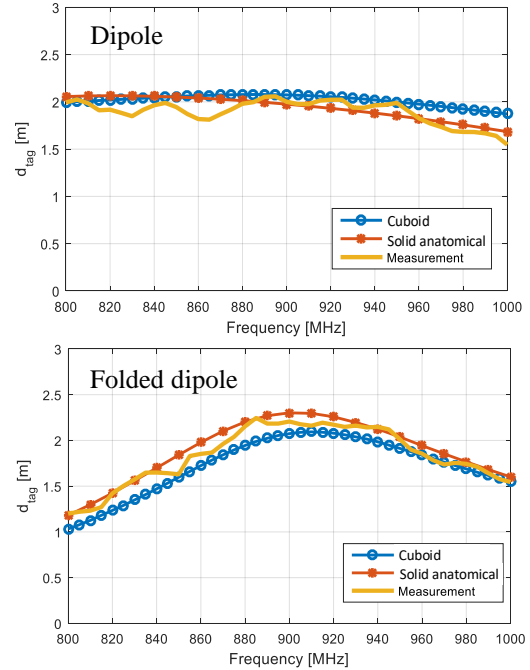 Dipole
3
2.5
2
1.5
1
0.5
0
d_tag [m]
Cuboid
Solid anatomical
Measurement
800 820 840 860 880 900 920 940 960 980 1000
Frequency [MHz]
Folded dipole
3
2.5
2
1.5
1
0.5
0
d_tag [m]
Cuboid
Solid anatomical
Measurement
800 820 840 860 880 900 920 940 960 980 1000
Frequency [MHz]